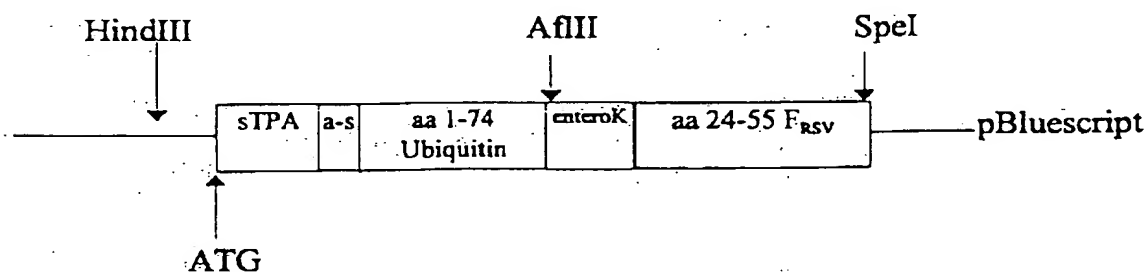 HindIII AflII SpeI
sTPA a-s aa 1-74 enteroK aa 24-55 FRSV pBluescript
Ubiquitin
ATG